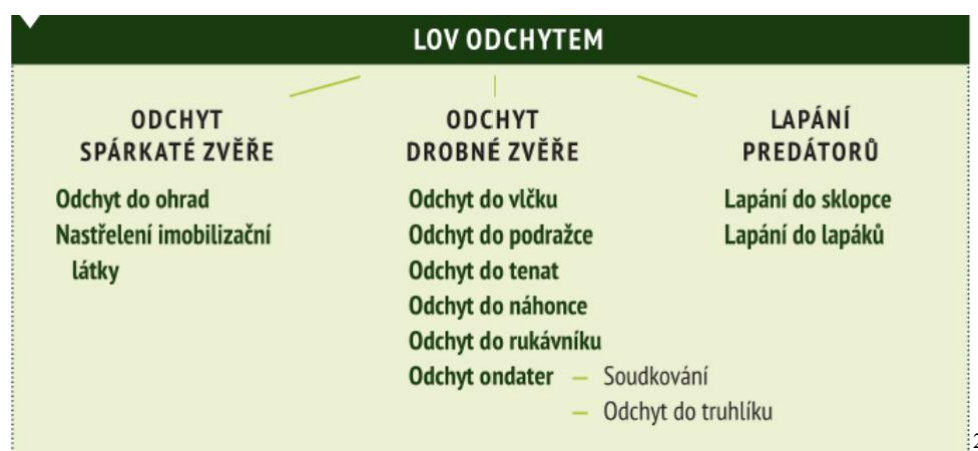 LOV ODCHYTEM
ODCHYT
SPÁRKATÉ ZVĚŘE
Odchyt do ohrad
Nastřelení imobilizační
látky
ODCHYT
DROBNÉ ZVĚŘE
Odchyt do vlčku
Odchyt do podražce
Odchyt do tenat
Odchyt do náhonce
Odchyt do rukávníku
Odchyt ondater – Soudkování
– Odchyt do truhlíku
LAPÁNÍ
PREDÁTORŮ
Lapání do sklopce
Lapání do lapáků
2